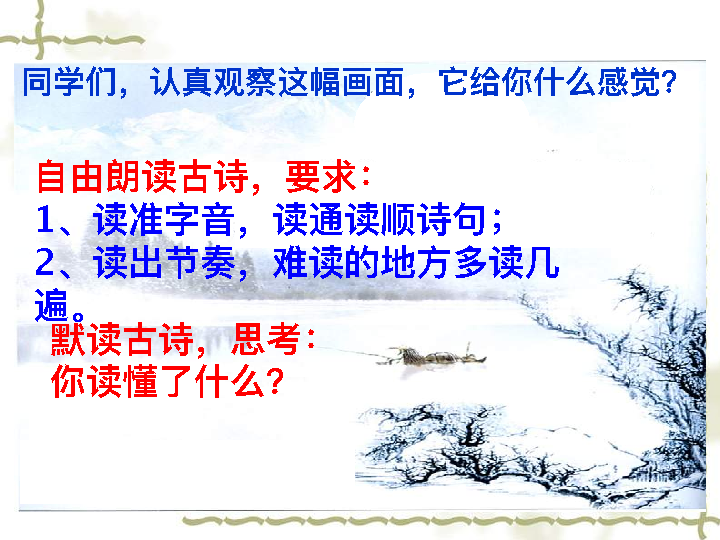 同学们，认真观察这幅画面，它给你什么感觉？
自由朗读古诗，要求：
1、读准字音，读通读顺诗句；
2、读出节奏，难读的地方多读几
遍。
默读古诗，思考：
你读懂了什么？